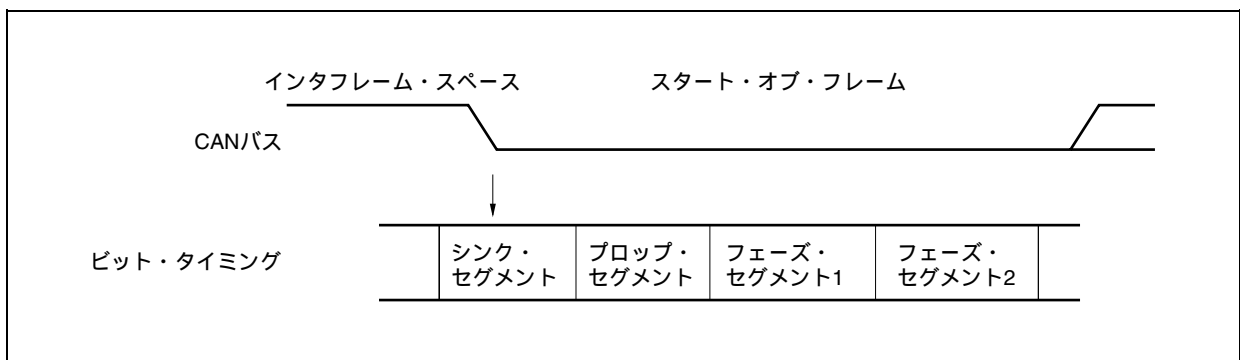 インタフレーム・スペース
スタート・オブ・フレーム
CANバス
ビット・タイミング
シンク・
セグメント
プロップ・
セグメント
フェーズ・
セグメント1
フェーズ・
セグメント2